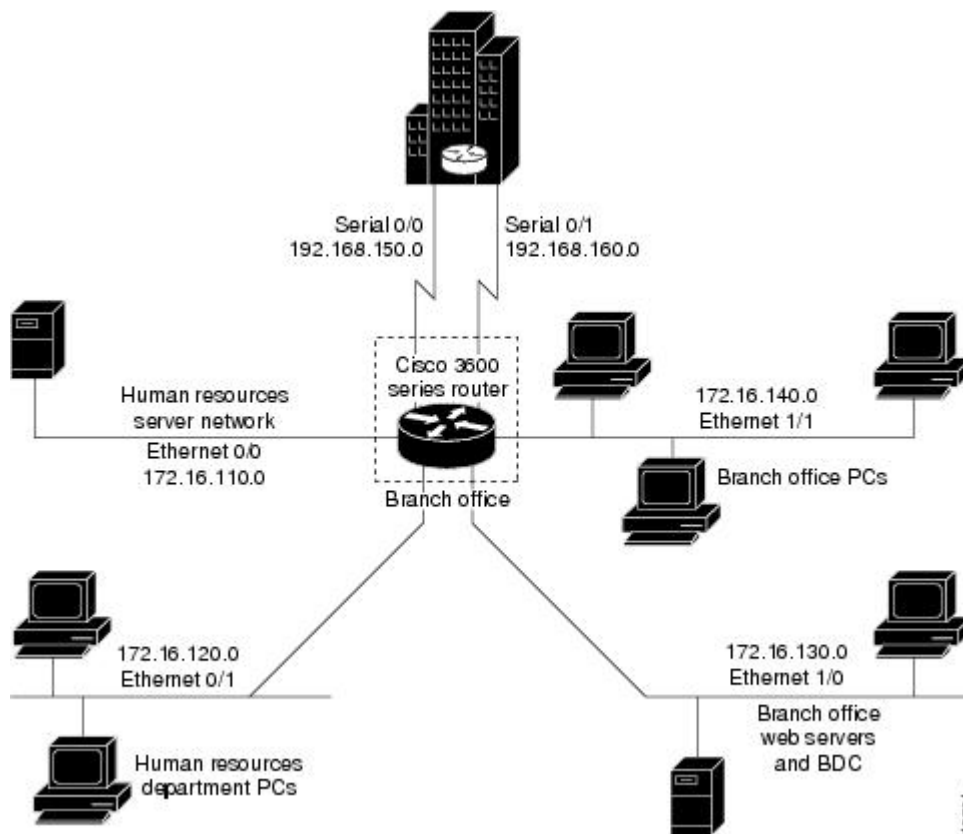 Serial 0/0
192.168.150.0
Serial 0/1
192.168.160.0
Cisco 3600
series router
Human resources
server network
Ethernet 0/0
172.16.110.0
172.16.140.0
Ethernet 1/1
Branch office PCs
Branch office
172.16.120.0
Ethernet 0/1
172.16.130.0
Ethernet 1/0
Human resources
department PCs
Branch office
web servers
and BDC